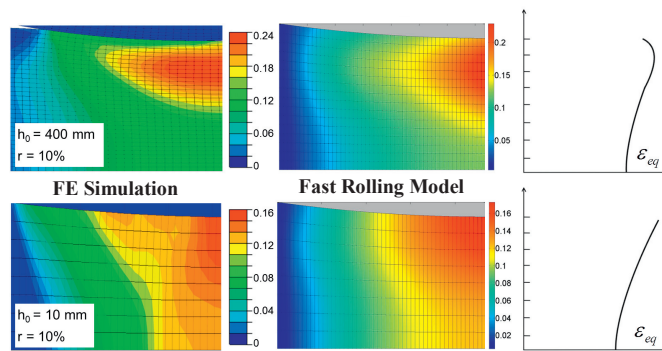 0.24
0.18
0.12
0.06
0
h₀ = 400 mm
r = 10%
0.2
0.15
0.1
0.05
εeq
FE Simulation
Fast Rolling Model
0.16
0.12
0.08
0.04
0
h₀ = 10 mm
r = 10%
0.16
0.14
0.12
0.1
0.08
0.06
0.04
0.02
εeq